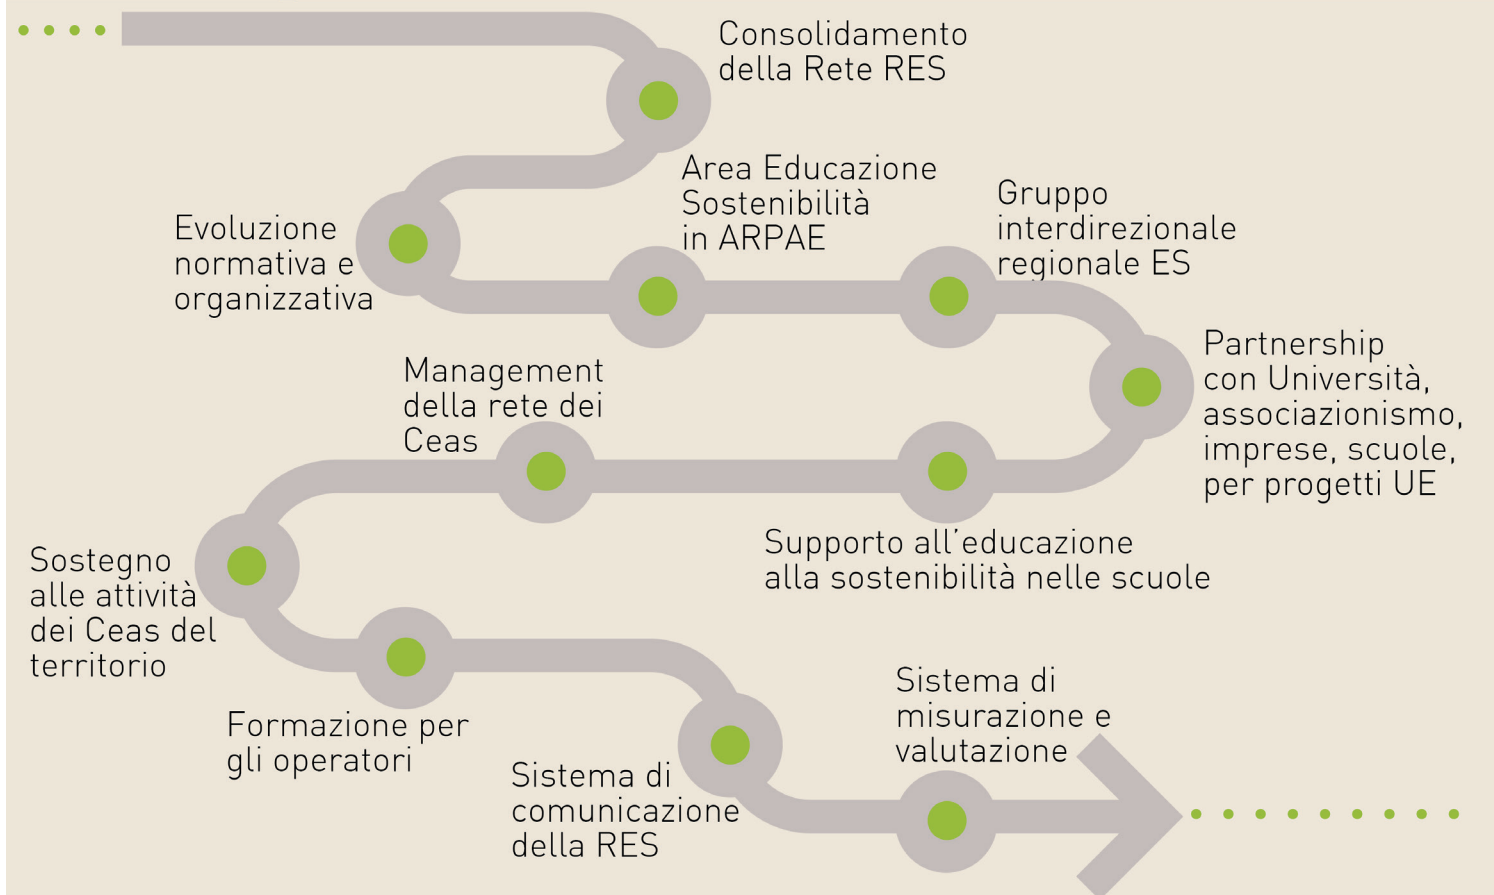 Consolidamento
della Rete RES
Evoluzione
normativa e
organizzativa
Area Educazione
Sostenibilità
in ARPAE
Gruppo
interdirezionale
regionale ES
Partnership
con Università,
associazionismo,
imprese, scuole,
per progetti UE
Supporto all'educazione
alla sostenibilità nelle scuole
Management
della rete dei
Ceas
Sostegno
alle attività
dei Ceas del
territorio
Formazione per
gli operatori
Sistema di
comunicazione
della RES
Sistema di
misurazione e
valutazione